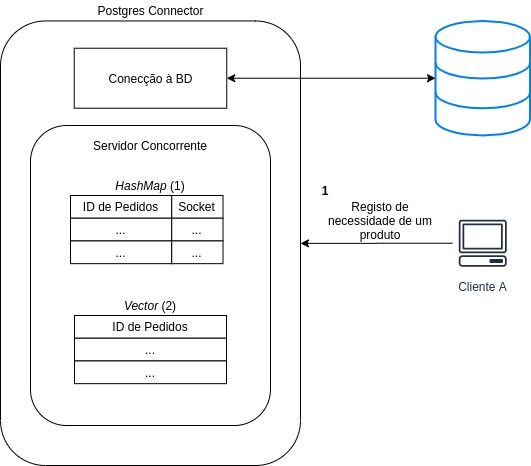 Postgres Connector
Conecção à BD
Servidor Concorrente
HashMap (1)
ID de Pedidos Socket
... ...
... ...
Vector (2)
ID de Pedidos
...
...
1
Registo de
necessidade de um
produto
Cliente A